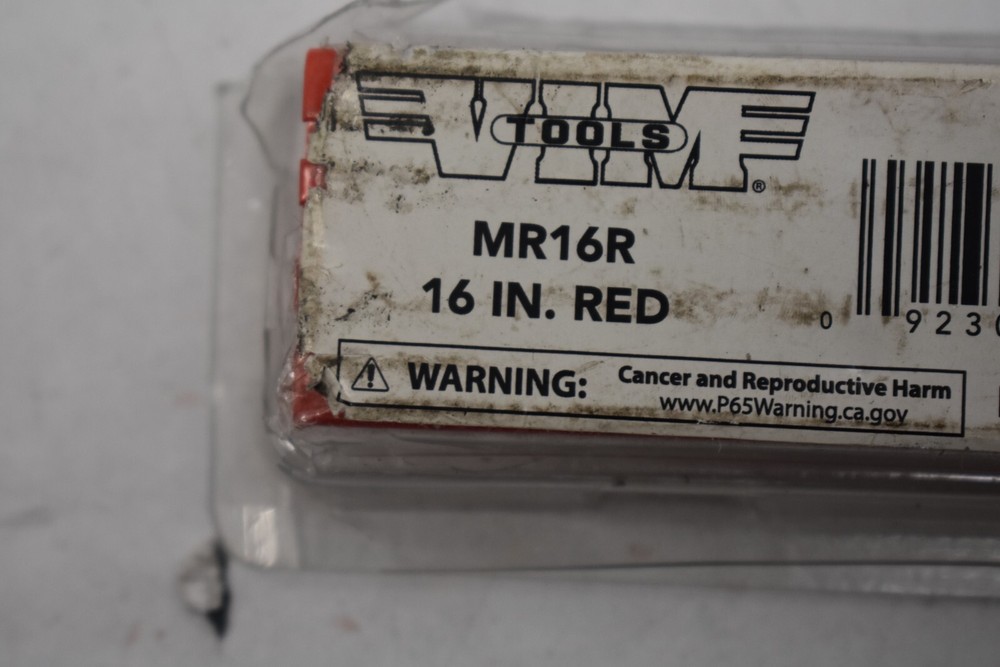 VIM
TOOLS
®
MR16R
16 IN. RED
0 923
WARNING: Cancer and Reproductive Harm
www.P65Warning.ca.gov